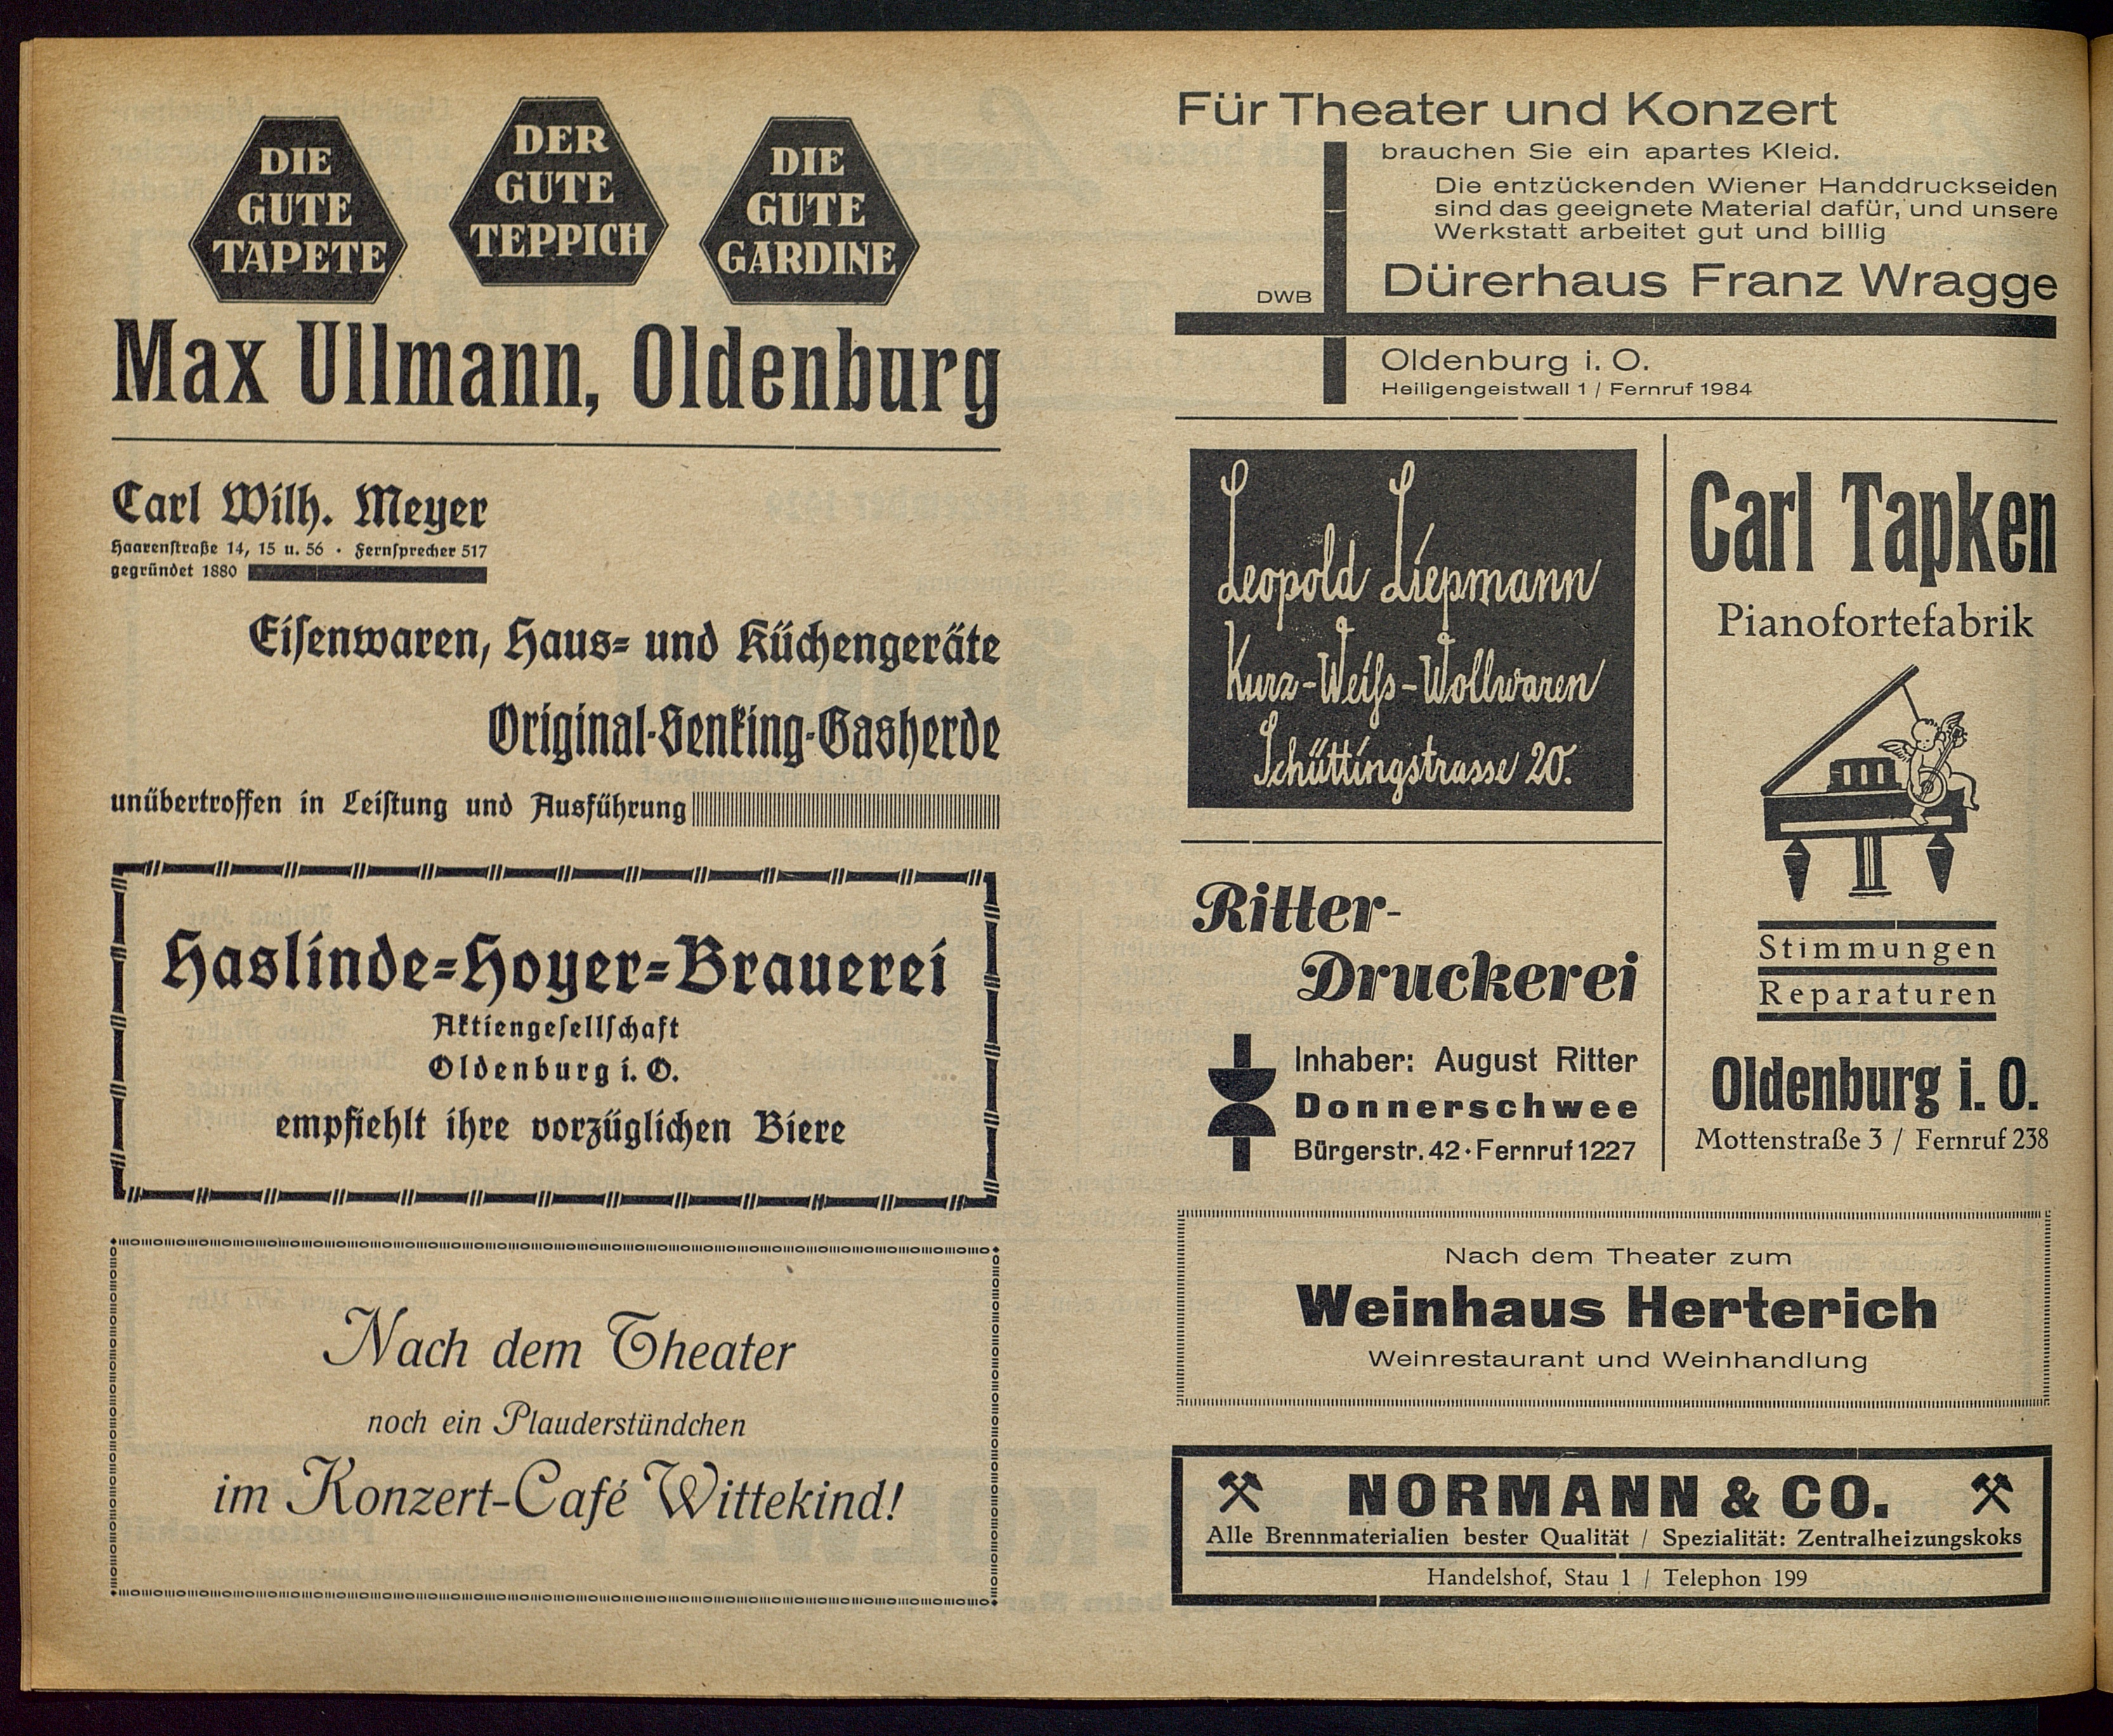 DIE
GUTE
TAPETE
DER
GUTE
TEPPICH
DIE
GUTE
GARDINE
Max Ullmann, Oldenburg
Carl Wilh. Meyer
Haarenſtraße 14, 15 u. 56 · Fernſprecher 517
gegründet 1880
Eiſenwaren, Haus- und Küchengeräte
Original-Senking-Gasherde
unübertroffen in Leiſtung und Ausführung
Haslinde-Hoyer-Brauerei
Aktiengeſellſchaft
Oldenburg i. O.
empfiehlt ihre vorzüglichen Biere
Nach dem Theater
noch ein Plauderstündchen
im Konzert-Café Wittekind!
Für Theater und Konzert
brauchen Sie ein apartes Kleid.
Die entzückenden Wiener Handdruckseiden
sind das geeignete Material dafür, und unsere
Werkstatt arbeitet gut und billig
DWB
Dürerhaus Franz Wragge
Oldenburg i. O.
Heiligengeistwall 1 / Fernruf 1984
Leopold Liepmann
Kurz-Weiſs-Wollwaren
Schüttingstrasse 20.
Ritter-
Druckerei
Inhaber: August Ritter
Donnerschwee
Bürgerstr. 42 · Fernruf 1227
Carl Tapken
Pianofortefabrik
Stimmungen
Reparaturen
Oldenburg i. O.
Mottenstraße 3 / Fernruf 238
Nach dem Theater zum
Weinhaus Herterich
Weinrestaurant und Weinhandlung
NORMANN & CO.
Alle Brennmaterialien bester Qualität / Spezialität: Zentralheizungskoks
Handelshof, Stau 1 / Telephon 199